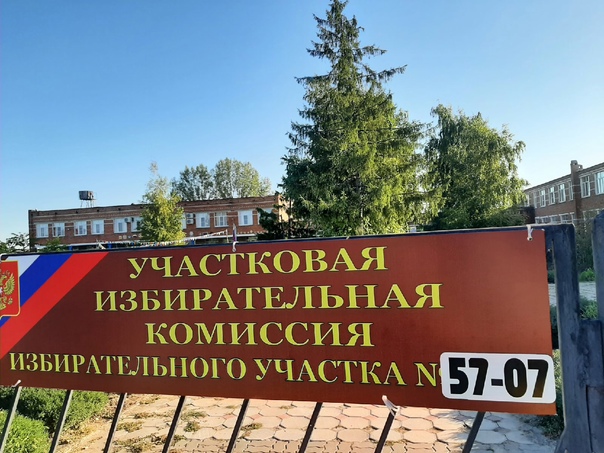 УЧАСТКОВАЯ
ИЗБИРАТЕЛЬНАЯ
КОМИССИЯ
ИЗБИРАТЕЛЬНОГО УЧАСТКА № 57-07